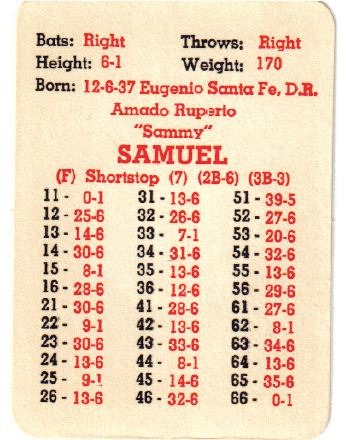 Bats: Right Throws: Right
Height: 6-1 Weight: 170
Born: 12-6-37 Eugenio Santa Fe, D.R.
Amado Ruperto
"Sammy"
SAMUEL
(F) Shortstop (7) (2B-6) (3B-3)
11 - 0-1 31 - 13-6 51 - 39-5
12 - 25-6 32 - 26-6 53 - 27-6
13 - 14-6 33 - 7-1 53 - 20-6
14 - 30-6 34 - 31-6 54 - 32-6
15 - 8-1 35 - 13-6 55 - 13-6
16 - 28-6 36 - 12-6 56 - 29-6
21 - 30-6 41 - 28-6 61 - 27-6
22 - 9-1 42 - 13-6 62 - 8-1
23 - 30-6 43 - 33-6 63 - 34-6
24 - 13-6 44 - 8-1 64 - 13-6
25 - 9-1 45 - 14-6 65 - 35-6
26 - 13-6 46 - 32-6 66 - 0-1